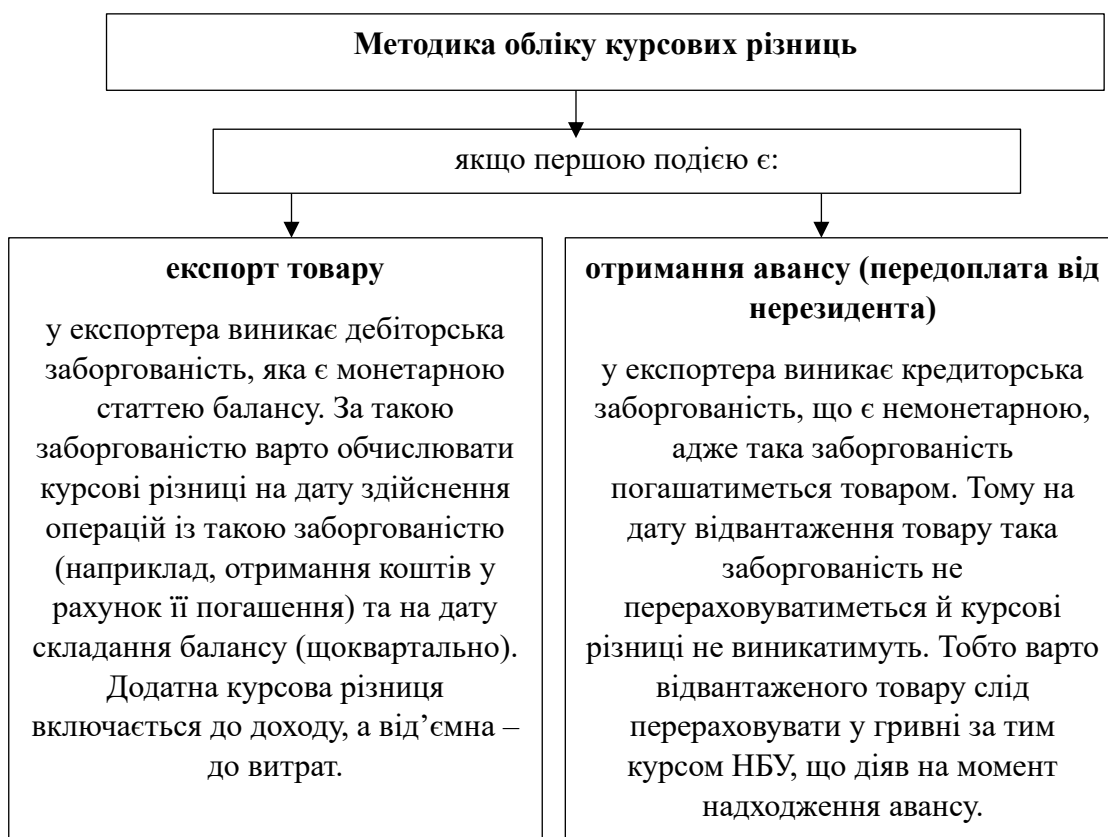 Методика обліку курсових різниць
якщо першою подією є:
експорт товару
у експортера виникає дебіторська
заборгованість, яка є монетарною
статтею балансу. За такою
заборгованістю варто обчислювати
курсові різниці на дату здійснення
операцій із такою заборгованістю
(наприклад, отримання коштів у
рахунок її погашення) та на дату
складання балансу (щоквартально).
Додатна курсова різниця
включається до доходу, а від’ємна –
до витрат.
отримання авансу (передоплата від
нерезидента)
у експортера виникає кредиторська
заборгованість, що є немонетарною,
адже така заборгованість
погашатиметься товаром. Тому на
дату відвантаження товару така
заборгованість не
перераховуватиметься й курсові
різниці не виникатимуть. Тобто варто
відвантаженого товару слід
перераховувати у гривні за тим
курсом НБУ, що діяв на момент
надходження авансу.